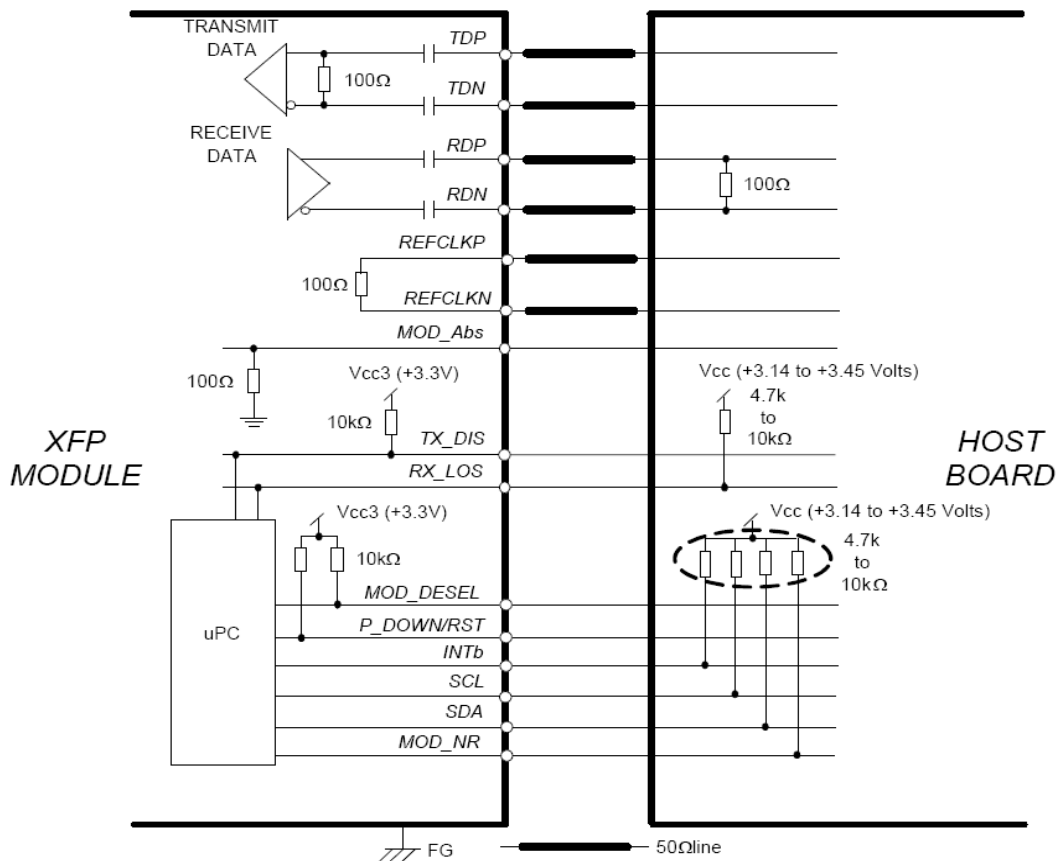 TRANSMIT
DATA
TDP
100Ω
TDN
RECEIVE
DATA
RDP
100Ω
RDN
REFCLKP
100Ω
REFCLKN
MOD_Abs
100Ω
Vcc3 (+3.3V)
10kΩ
TX_DIS
RX_LOS
Vcc (+3.14 to +3.45 Volts)
4.7k
to
10kΩ
XFP
MODULE
HOST
BOARD
Vcc3 (+3.3V)
10kΩ
Vcc (+3.14 to +3.45 Volts)
4.7k
to
10kΩ
uPC
MOD_DESEL
P_DOWN/RST
INTb
SCL
SDA
MOD_NR
FG
50Ωline